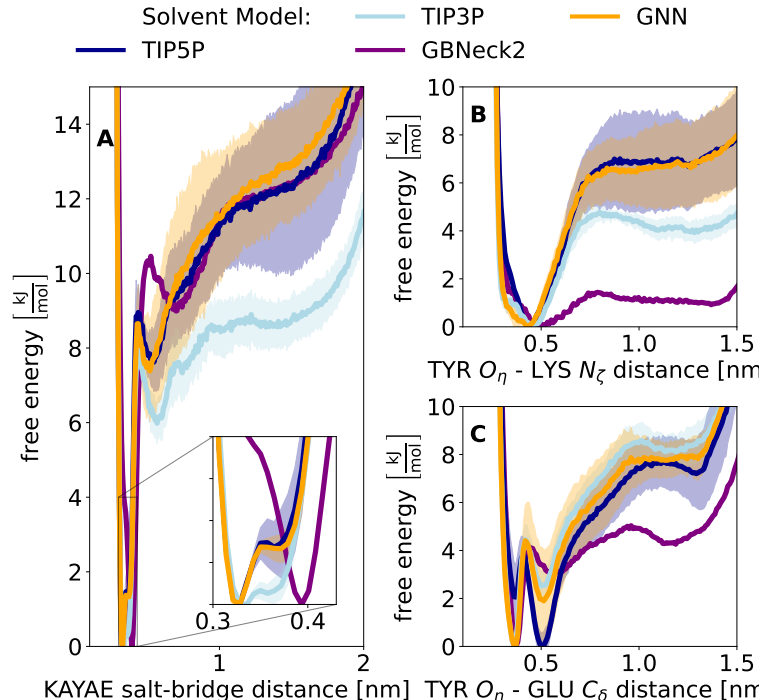 Solvent Model: TIP3P GNN
TIP5P GBNeck2
A
free energy [kJ/mol]
14
12
10
8
6
4
2
0
1
2
0.3
0.4
KAYAE salt-bridge distance [nm]
B
free energy [kJ/mol]
10
8
6
4
2
0
0.5
1.0
1.5
TYR Oη - LYS Nζ distance [nm
C
free energy [kJ/mol]
10
8
6
4
2
0
0.5
1.0
1.5
TYR Oη - GLU Cδ distance [nm